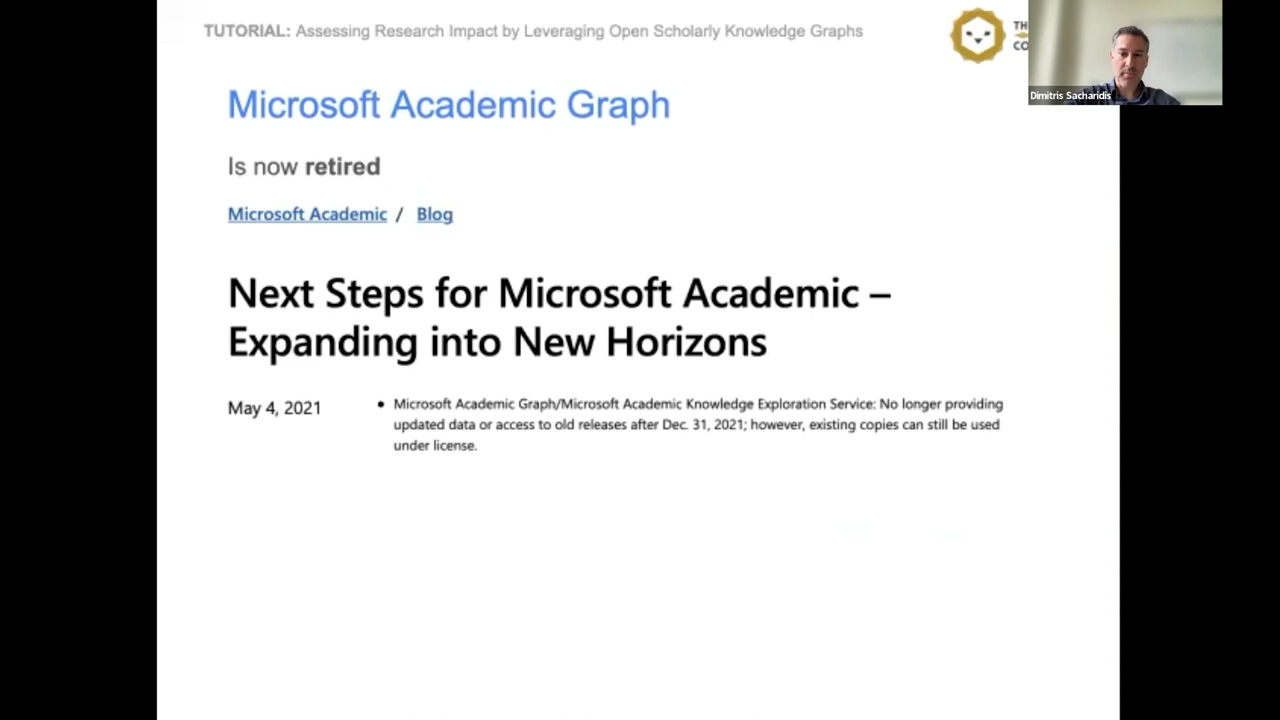 TUTORIAL: Assessing Research Impact by Leveraging Open Scholarly Knowledge Graphs
Dimitris Sacharidis
Microsoft Academic Graph
Is now retired
Microsoft Academic / Blog
Next Steps for Microsoft Academic –
Expanding into New Horizons
May 4, 2021
• Microsoft Academic Graph/Microsoft Academic Knowledge Exploration Service: No longer providing
updated data or access to old releases after Dec. 31, 2021; however, existing copies can still be used
under license.